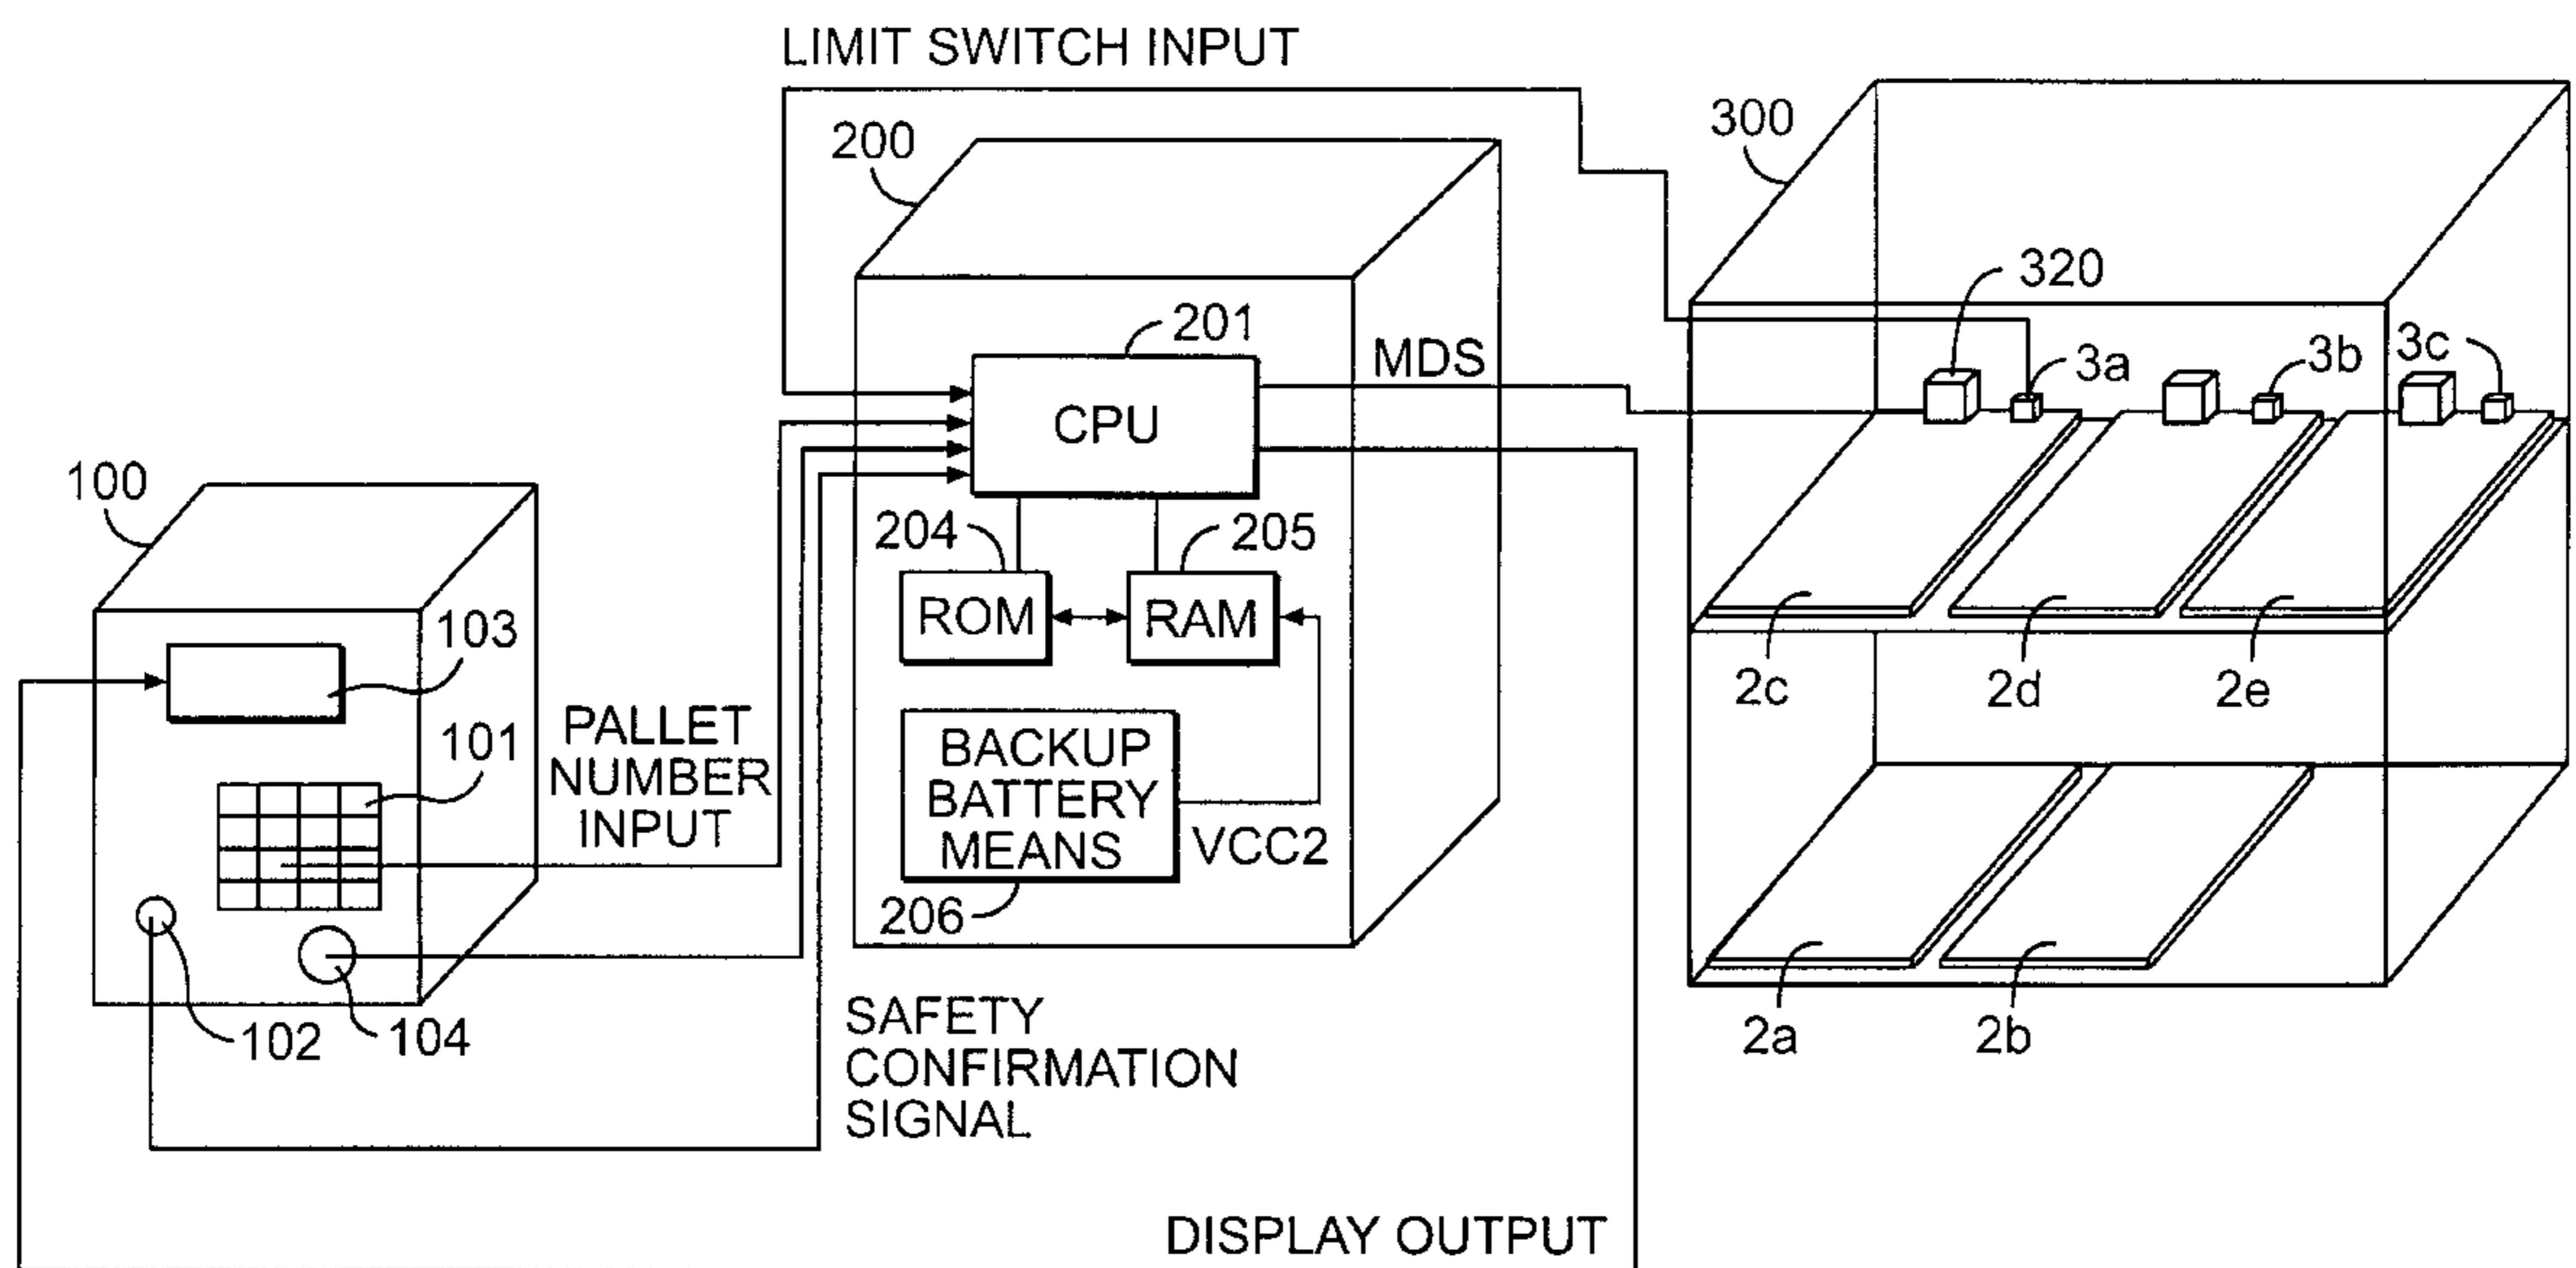 LIMIT SWITCH INPUT
300
200
320
201
MDS
3a
3b
3c
CPU
100
204
205
ROM
RAM
103
2c
2d
2e
PALLET
NUMBER
INPUT
101
BACKUP
BATTERY
MEANS
VCC2
206
102
104
SAFETY
CONFIRMATION
SIGNAL
2a
2b
DISPLAY OUTPUT